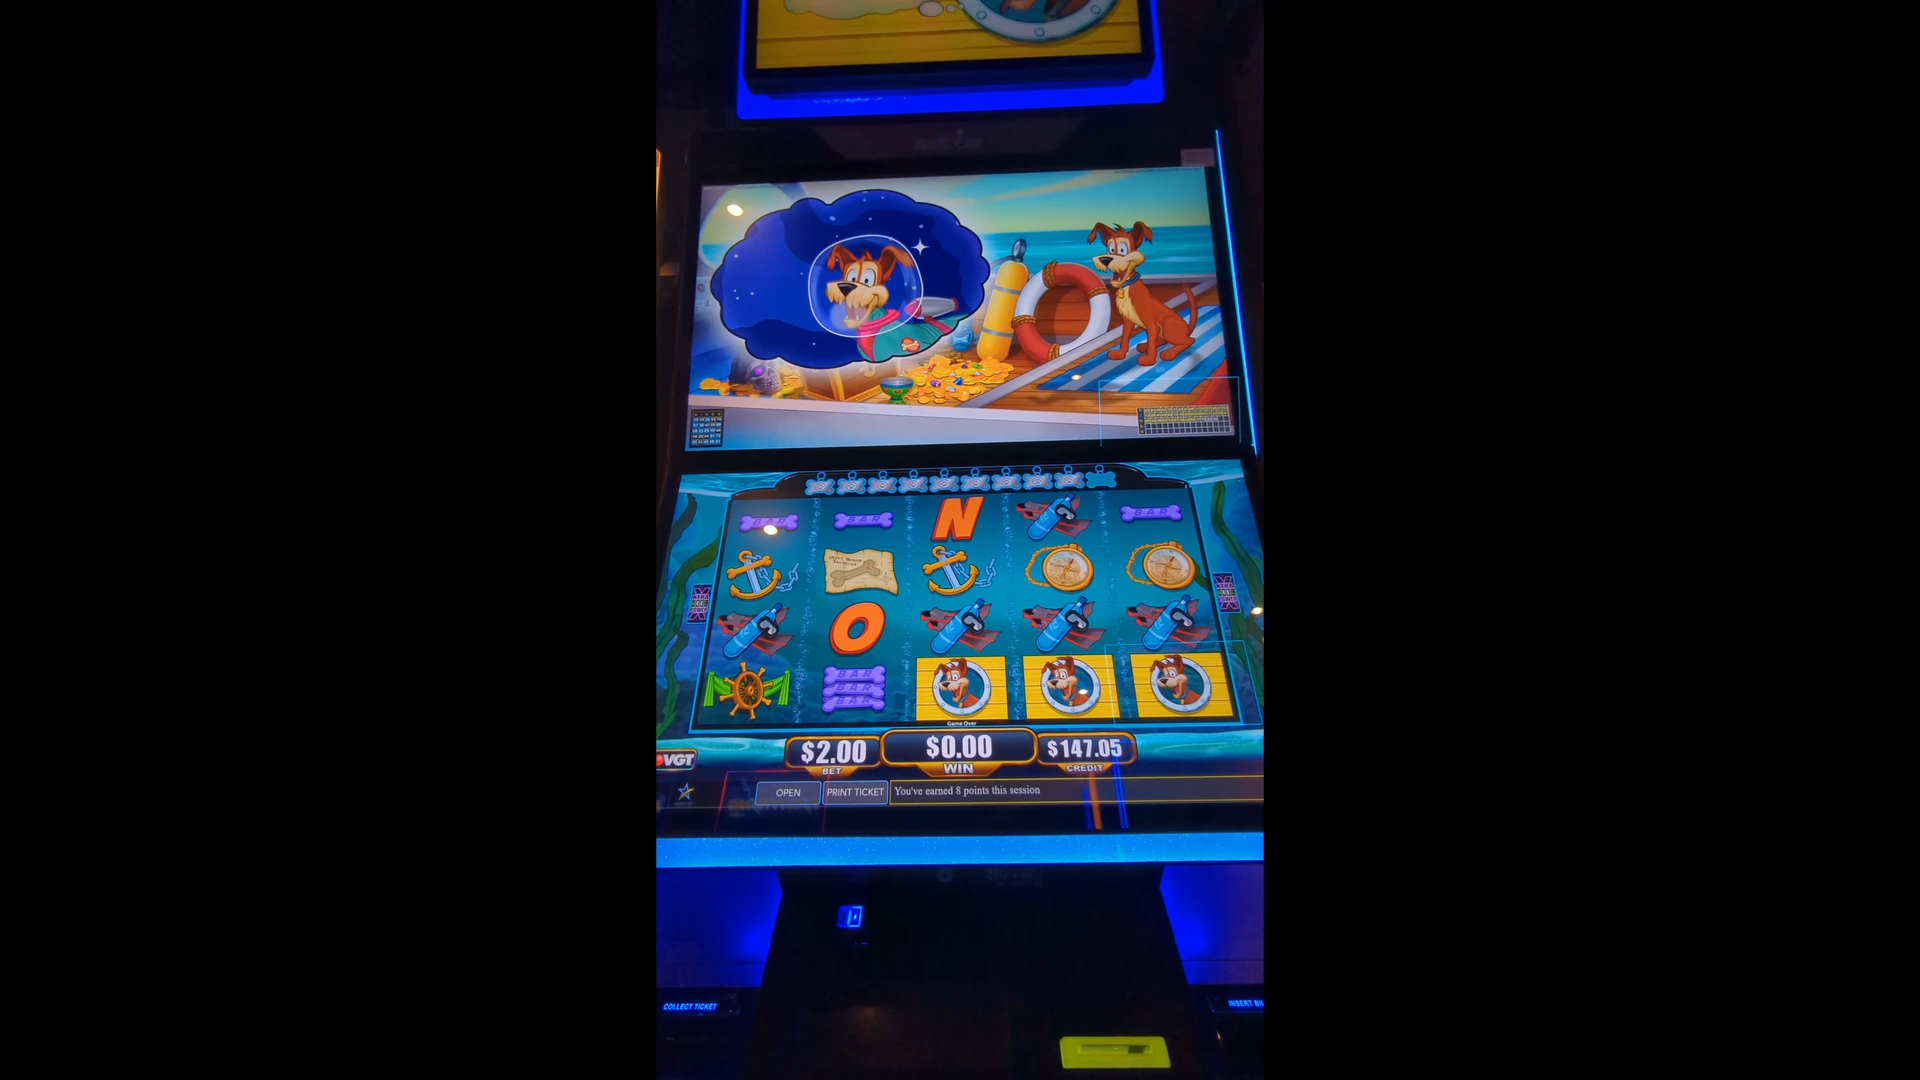 BAR
BAR
N
BAR
O
BAR
BAR
BAR
Game Over
$2.00
$0.00
$147.05
BET
WIN
CREDIT
VGT
OPEN
PRINT TICKET
You've earned 8 points this session
COLLECT TICKET
INSERT